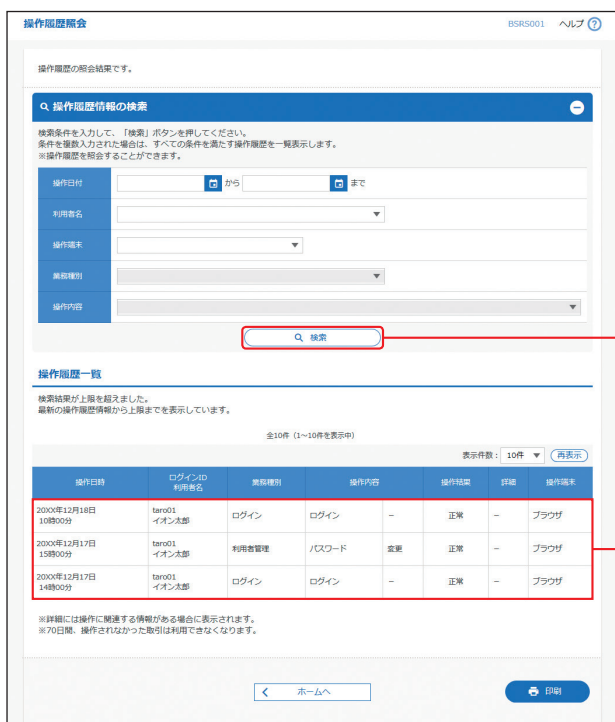 操作履歴照会
BSRS001 ヘルプ ?
操作履歴の照会結果です。
操作履歴情報の検索
検索条件を入力して、「検索」ボタンを押してください。
条件を複数入力された場合は、すべての条件を満たす操作履歴を一覧表示します。
※操作履歴を照会することができます。
操作日付 から まで
利用者名
操作端末
業務種別
操作内容
検索
操作履歴一覧
検索結果が上限を超えました。
最新の操作履歴情報から上限までを表示しています。
全10件（1～10件を表示中）
表示件数： 10件 再表示
操作日時 ログインID 利用者名 業務種別 操作内容 操作結果 詳細 操作端末
20XX年12月18日 10時00分 taro01 イオン太郎 ログイン ログイン － 正常 － ブラウザ
20XX年12月17日 15時00分 taro01 イオン太郎 利用者管理 パスワード 変更 正常 － ブラウザ
20XX年12月17日 14時00分 taro01 イオン太郎 ログイン ログイン － 正常 － ブラウザ
※詳細には操作に関連する情報がある場合に表示されます。
※70日間、操作されなかった取引は利用できなくなります。
ホームへ
印刷